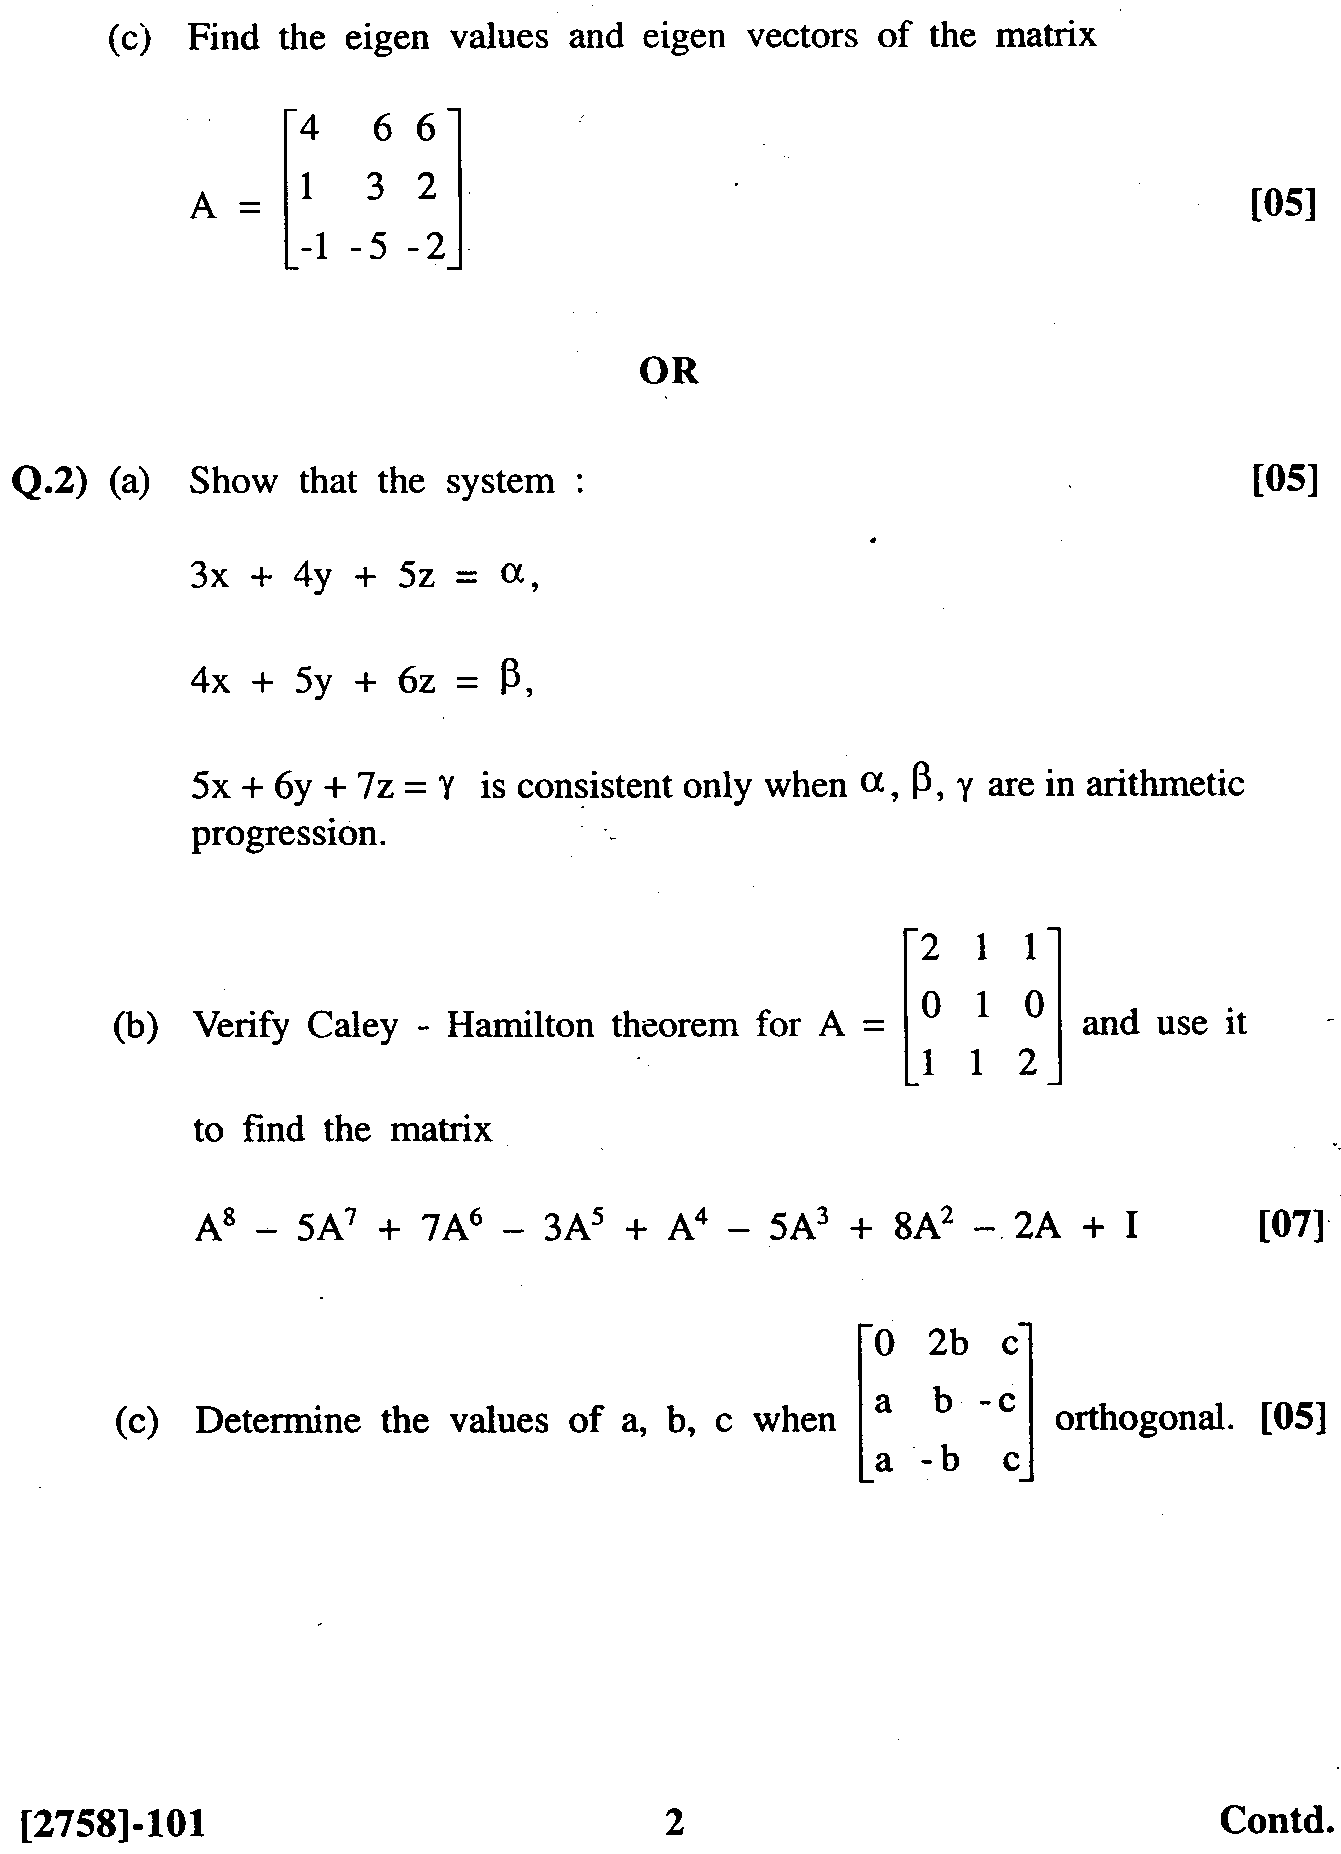 (c) Find the eigen values and eigen vectors of the matrix
A = [4 6 6
1 3 2
-1 -5 -2]
[05]
OR
Q.2) (a) Show that the system : [05]
3x + 4y + 5z = α,
4x + 5y + 6z = β,
5x + 6y + 7z = γ is consistent only when α, β, γ are in arithmetic
progression.
(b) Verify Caley - Hamilton theorem for A = [2 1 1
0 1 0
1 1 2] and use it
to find the matrix
A⁸ – 5A⁷ + 7A⁶ – 3A⁵ + A⁴ – 5A³ + 8A² – 2A + I [07]
(c) Determine the values of a, b, c when [0 2b c
a b -c
a -b c] orthogonal. [05]
[2758]-101 2 Contd.